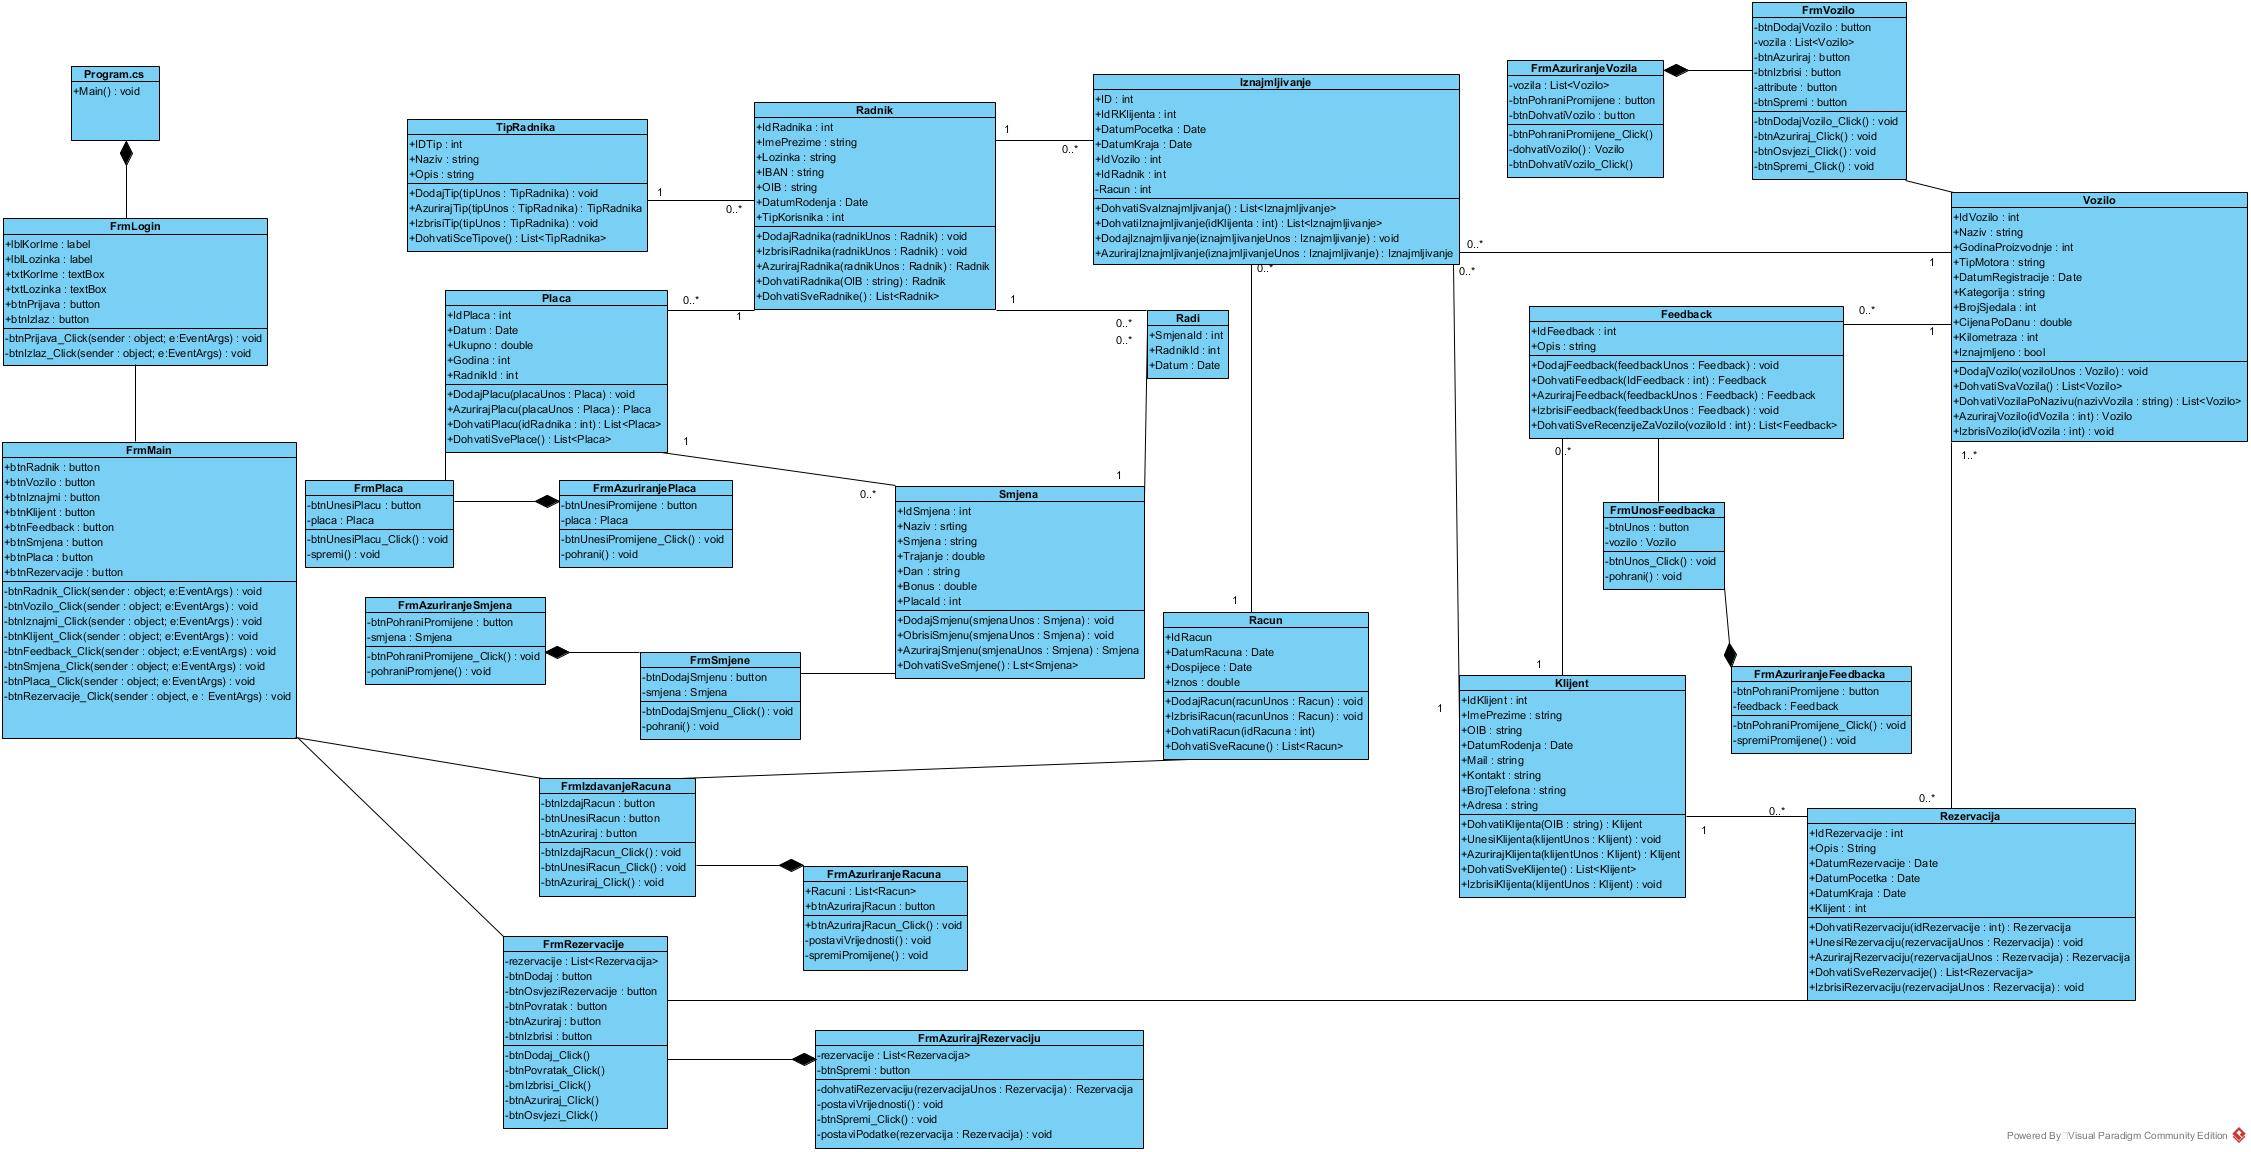 Program.cs
+Main() : void
FrmLogin
+lblKorIme : label
+lblLozinka : label
+txtKorIme : textBox
+txtLozinka : textBox
+btnPrijava : button
+btnIzlaz : button
-btnPrijava_Click(sender : object; e:EventArgs) : void
-btnIzlaz_Click(sender : object; e:EventArgs) : void
FrmMain
+btnRadnik : button
+btnVozilo : button
+btnIznajmi : button
+btnKlijent : button
+btnFeedback : button
+btnSmjena : button
+btnPlaca : button
+btnRezervacije : button
-btnRadnik_Click(sender : object; e:EventArgs) : void
-btnVozilo_Click(sender : object; e:EventArgs) : void
-btnIznajmi_Click(sender : object; e:EventArgs) : void
-btnKlijent_Click(sender : object; e:EventArgs) : void
-btnFeedback_Click(sender : object; e:EventArgs) : void
-btnSmjena_Click(sender : object; e:EventArgs) : void
-btnPlaca_Click(sender : object; e:EventArgs) : void
-btnRezervacije_Click(sender : object, e : EventArgs) : void
TipRadnika
+IDTip : int
+Naziv : string
+Opis : string
+DodajTip(tipUnos : TipRadnika) : void
+AzurirajTip(tipUnos : TipRadnika) : TipRadnika
+IzbrisiTip(tipUnos : TipRadnika) : void
+DohvatiSceTipove() : List<TipRadnika>
1
0..*
Radnik
+IdRadnika : int
+ImePrezime : string
+Lozinka : string
+IBAN : string
+OIB : string
+DatumRodenja : Date
+TipKorisnika : int
+DodajRadnika(radnikUnos : Radnik) : void
+IzbrisiRadnika(radnikUnos : Radnik) : void
+AzurirajRadnika(radnikUnos : Radnik) : Radnik
+DohvatiRadnika(OIB : string) : Radnik
+DohvatiSveRadnike() : List<Radnik>
1
0..*
Iznajmljivanje
+ID : int
+IdRKlijenta : int
+DatumPocetka : Date
+DatumKraja : Date
+IdVozilo : int
+IdRadnik : int
-Racun : int
+DohvatiSvaIznajmljivanja() : List<Iznajmljivanje>
+DohvatiIznajmljivanje(idKlijenta : int) : List<Iznajmljivanje>
+DodajIznajmljivanje(iznajmljivanjeUnos : Iznajmljivanje) : void
+AzurirajIznajmljivanje(iznajmljivanjeUnos : Iznajmljivanje) : Iznajmljivanje
0..*
0..*
0..*
1
FrmAzuriranjeVozila
-vozila : List<Vozilo>
-btnPohraniPromijene : button
-btnDohvatiVozilo : button
-btnPohraniPromijene_Click()
-dohvatiVozilo() : Vozilo
-btnDohvatiVozilo_Click()
FrmVozilo
-btnDodajVozilo : button
-vozila : List<Vozilo>
-btnAzuriraj : button
-btnIzbrisi : button
-attribute : button
-btnSpremi : button
-btnDodajVozilo_Click() : void
-btnAzuriraj_Click() : void
-btnOsvjezi_Click() : void
-btnSpremi_Click() : void
Vozilo
+IdVozilo : int
+Naziv : string
+GodinaProizvodnje : int
+TipMotora : string
+DatumRegistracije : Date
+Kategorija : string
+BrojSjedala : int
+CijenaPoDanu : double
+Kilometraza : int
+Iznajmljeno : bool
+DodajVozilo(voziloUnos : Vozilo) : void
+DohvatiSvaVozila() : List<Vozilo>
+DohvatiVozilaPoNazivu(nazivVozila : string) : List<Vozilo>
+AzurirajVozilo(idVozila : int) : Vozilo
+IzbrisiVozilo(idVozila : int) : void
1..*
0..*
Placa
+IdPlaca : int
+Datum : Date
+Ukupno : double
+Godina : int
+RadnikId : int
+DodajPlacu(placaUnos : Placa) : void
+AzurirajPlacu(placaUnos : Placa) : Placa
+DohvatiPlacu(idRadnika : int) : List<Placa>
+DohvatiSvePlace() : List<Placa>
0..*
1
1
0..*
Radi
+SmjenaId : int
+RadnikId : int
+Datum : Date
1
0..*
0..*
1
Feedback
+IdFeedback : int
+Opis : string
+DodajFeedback(feedbackUnos : Feedback) : void
+DohvatiFeedback(IdFeedback : int) : Feedback
+AzurirajFeedback(feedbackUnos : Feedback) : Feedback
+IzbrisiFeedback(feedbackUnos : Feedback) : void
+DohvatiSveRecenzijeZaVozilo(voziloId : int) : List<Feedback>
0..*
1
0..*
1
FrmPlaca
-btnUnesiPlacu : button
-placa : Placa
-btnUnesiPlacu_Click() : void
-spremi() : void
FrmAzuriranjePlaca
-btnUnesiPromijene : button
-placa : Placa
-btnUnesiPromijene_Click() : void
-pohrani() : void
Smjena
+IdSmjena : int
+Naziv : srting
+Smjena : string
+Trajanje : double
+Dan : string
+Bonus : double
+PlacaId : int
+DodajSmjenu(smjenaUnos : Smjena) : void
+ObrisiSmjenu(smjenaUnos : Smjena) : void
+AzurirajSmjenu(smjenaUnos : Smjena) : Smjena
+DohvatiSveSmjene() : Lst<Smjena>
FrmUnosFeedbacka
-btnUnos : button
-vozilo : Vozilo
-btnUnos_Click() : void
-pohrani() : void
FrmAzuriranjeSmjena
-btnPohraniPromijene : button
-smjena : Smjena
-btnPohraniPromijene_Click() : void
-pohraniPromjene() : void
FrmSmjene
-btnDodajSmjenu : button
-smjena : Smjena
-btnDodajSmjenu_Click() : void
-pohrani() : void
1
Racun
+IdRacun
+DatumRacuna : Date
+Dospijece : Date
+Iznos : double
+DodajRacun(racunUnos : Racun) : void
+IzbrisiRacun(racunUnos : Racun) : void
+DohvatiRacun(idRacuna : int)
+DohvatiSveRacune() : List<Racun>
1
Klijent
+IdKlijent : int
+ImePrezime : string
+OIB : string
+DatumRodenja : Date
+Mail : string
+Kontakt : string
+BrojTelefona : string
+Adresa : string
+DohvatiKlijenta(OIB : string) : Klijent
+UnesiKlijenta(klijentUnos : Klijent) : void
+AzurirajKlijenta(klijentUnos : Klijent) : Klijent
+DohvatiSveKlijente() : List<Klijent>
+IzbrisiKlijenta(klijentUnos : Klijent) : void
0..*
1
FrmAzuriranjeFeedbacka
-btnPohraniPromijene : button
-feedback : Feedback
-btnPohraniPromijene_Click() : void
-spremiPromijene() : void
Rezervacija
+IdRezervacije : int
+Opis : String
+DatumRezervacije : Date
+DatumPocetka : Date
+DatumKraja : Date
+Klijent : int
+DohvatiRezervaciju(idRezervacije : int) : Rezervacija
+UnesiRezervaciju(rezervacijaUnos : Rezervacija) : void
+AzurirajRezervaciju(rezervacijaUnos : Rezervacija) : Rezervacija
+DohvatiSveRezervacije() : List<Rezervacija>
+IzbrisiRezervaciju(rezervacijaUnos : Rezervacija) : void
FrmIzdavanjeRacuna
-btnIzdajRacun : button
-btnUnesiRacun : button
-btnAzuriraj : button
-btnIzdajRacun_Click() : void
-btnUnesiRacun_Click() : void
-btnAzuriraj_Click() : void
FrmAzuriranjeRacuna
+Racuni : List<Racun>
+btnAzurirajRacun : button
+btnAzurirajRacun_Click() : void
-postaviVrijednosti() : void
-spremiPromijene() : void
FrmRezervacije
-rezervacije : List<Rezervacija>
-btnDodaj : button
-btnOsvjeziRezervacije : button
-btnPovratak : button
-btnAzuriraj : button
-btnIzbrisi : button
-btnDodaj_Click()
-btnPovratak_Click()
-brnIzbrisi_Click()
-btnAzuriraj_Click()
-btnOsvjezi_Click()
FrmAzurirajRezervaciju
-rezervacije : List<Rezervacija>
-btnSpremi : button
-dohvatiRezervaciju(rezervacijaUnos : Rezervacija) : Rezervacija
-postaviVrijednosti() : void
-btnSpremi_Click() : void
-postaviPodatke(rezervacija : Rezervacija) : void
Powered By Visual Paradigm Community Edition